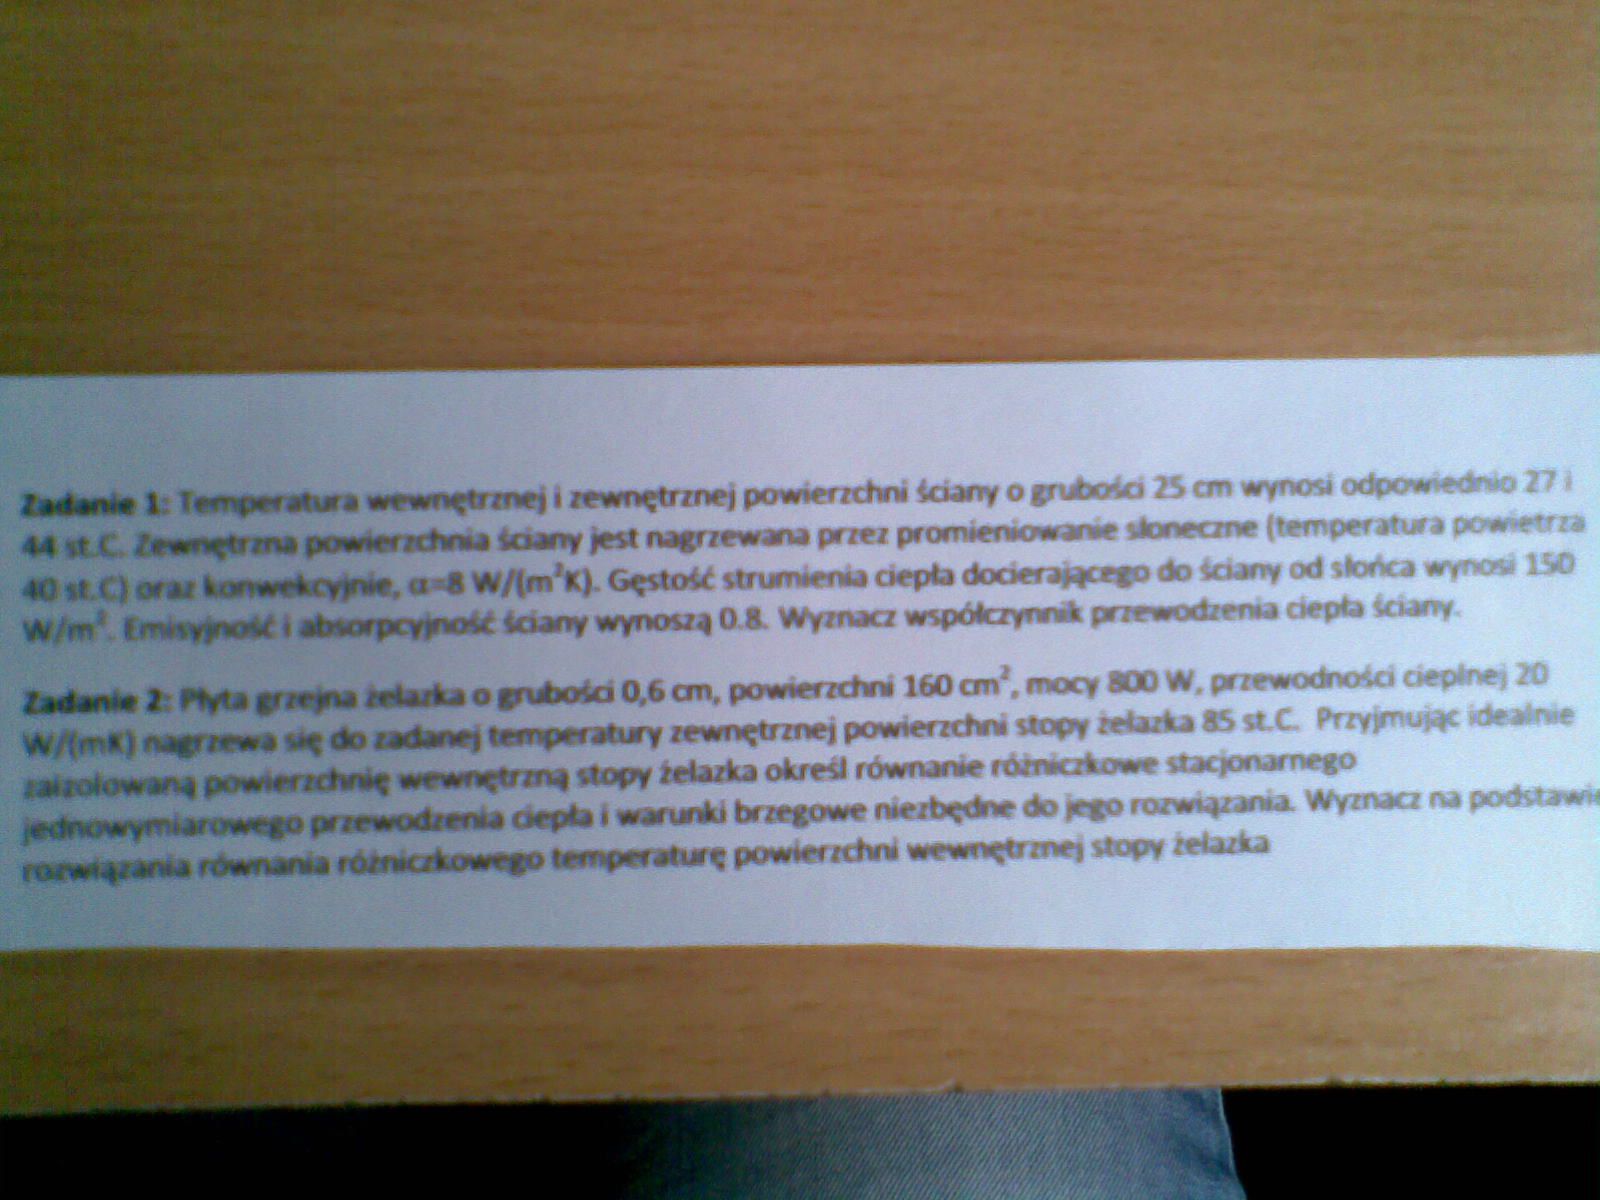 Zadanie 1: Temperatura wewnętrznej i zewnętrznej powierzchni ściany o grubości 25 cm wynosi odpowiednio 27 i
44 st.C. Zewnętrzna powierzchnia ściany jest nagrzewana przez promieniowanie słoneczne (temperatura powietrza
40 st.C) oraz konwekcyjnie, α=8 W/(m²K). Gęstość strumienia ciepła docierającego do ściany od słońca wynosi 150
W/m². Emisyjność i absorpcyjność ściany wynoszą 0.8. Wyznacz współczynnik przewodzenia ciepła ściany.
Zadanie 2: Płyta grzejna żelazka o grubości 0,6 cm, powierzchni 160 cm², mocy 800 W, przewodności cieplnej 20
W/(mK) nagrzewa się do zadanej temperatury zewnętrznej powierzchni stopy żelazka 85 st.C. Przyjmując idealnie
zaizolowaną powierzchnię wewnętrzną stopy żelazka określ równanie różniczkowe stacjonarnego
jednowymiarowego przewodzenia ciepła i warunki brzegowe niezbędne do jego rozwiązania. Wyznacz na podstawie
rozwiązania równania różniczkowego temperaturę powierzchni wewnętrznej stopy żelazka